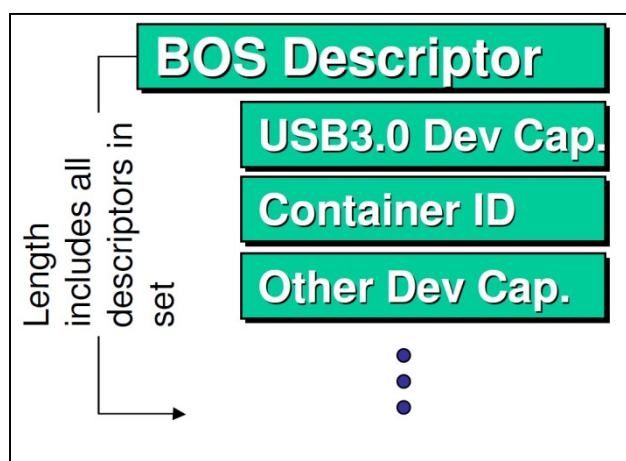 BOS Descriptor
USB3.0 Dev Cap.
Container ID
Other Dev Cap.
Length
includes all
descriptors in
set